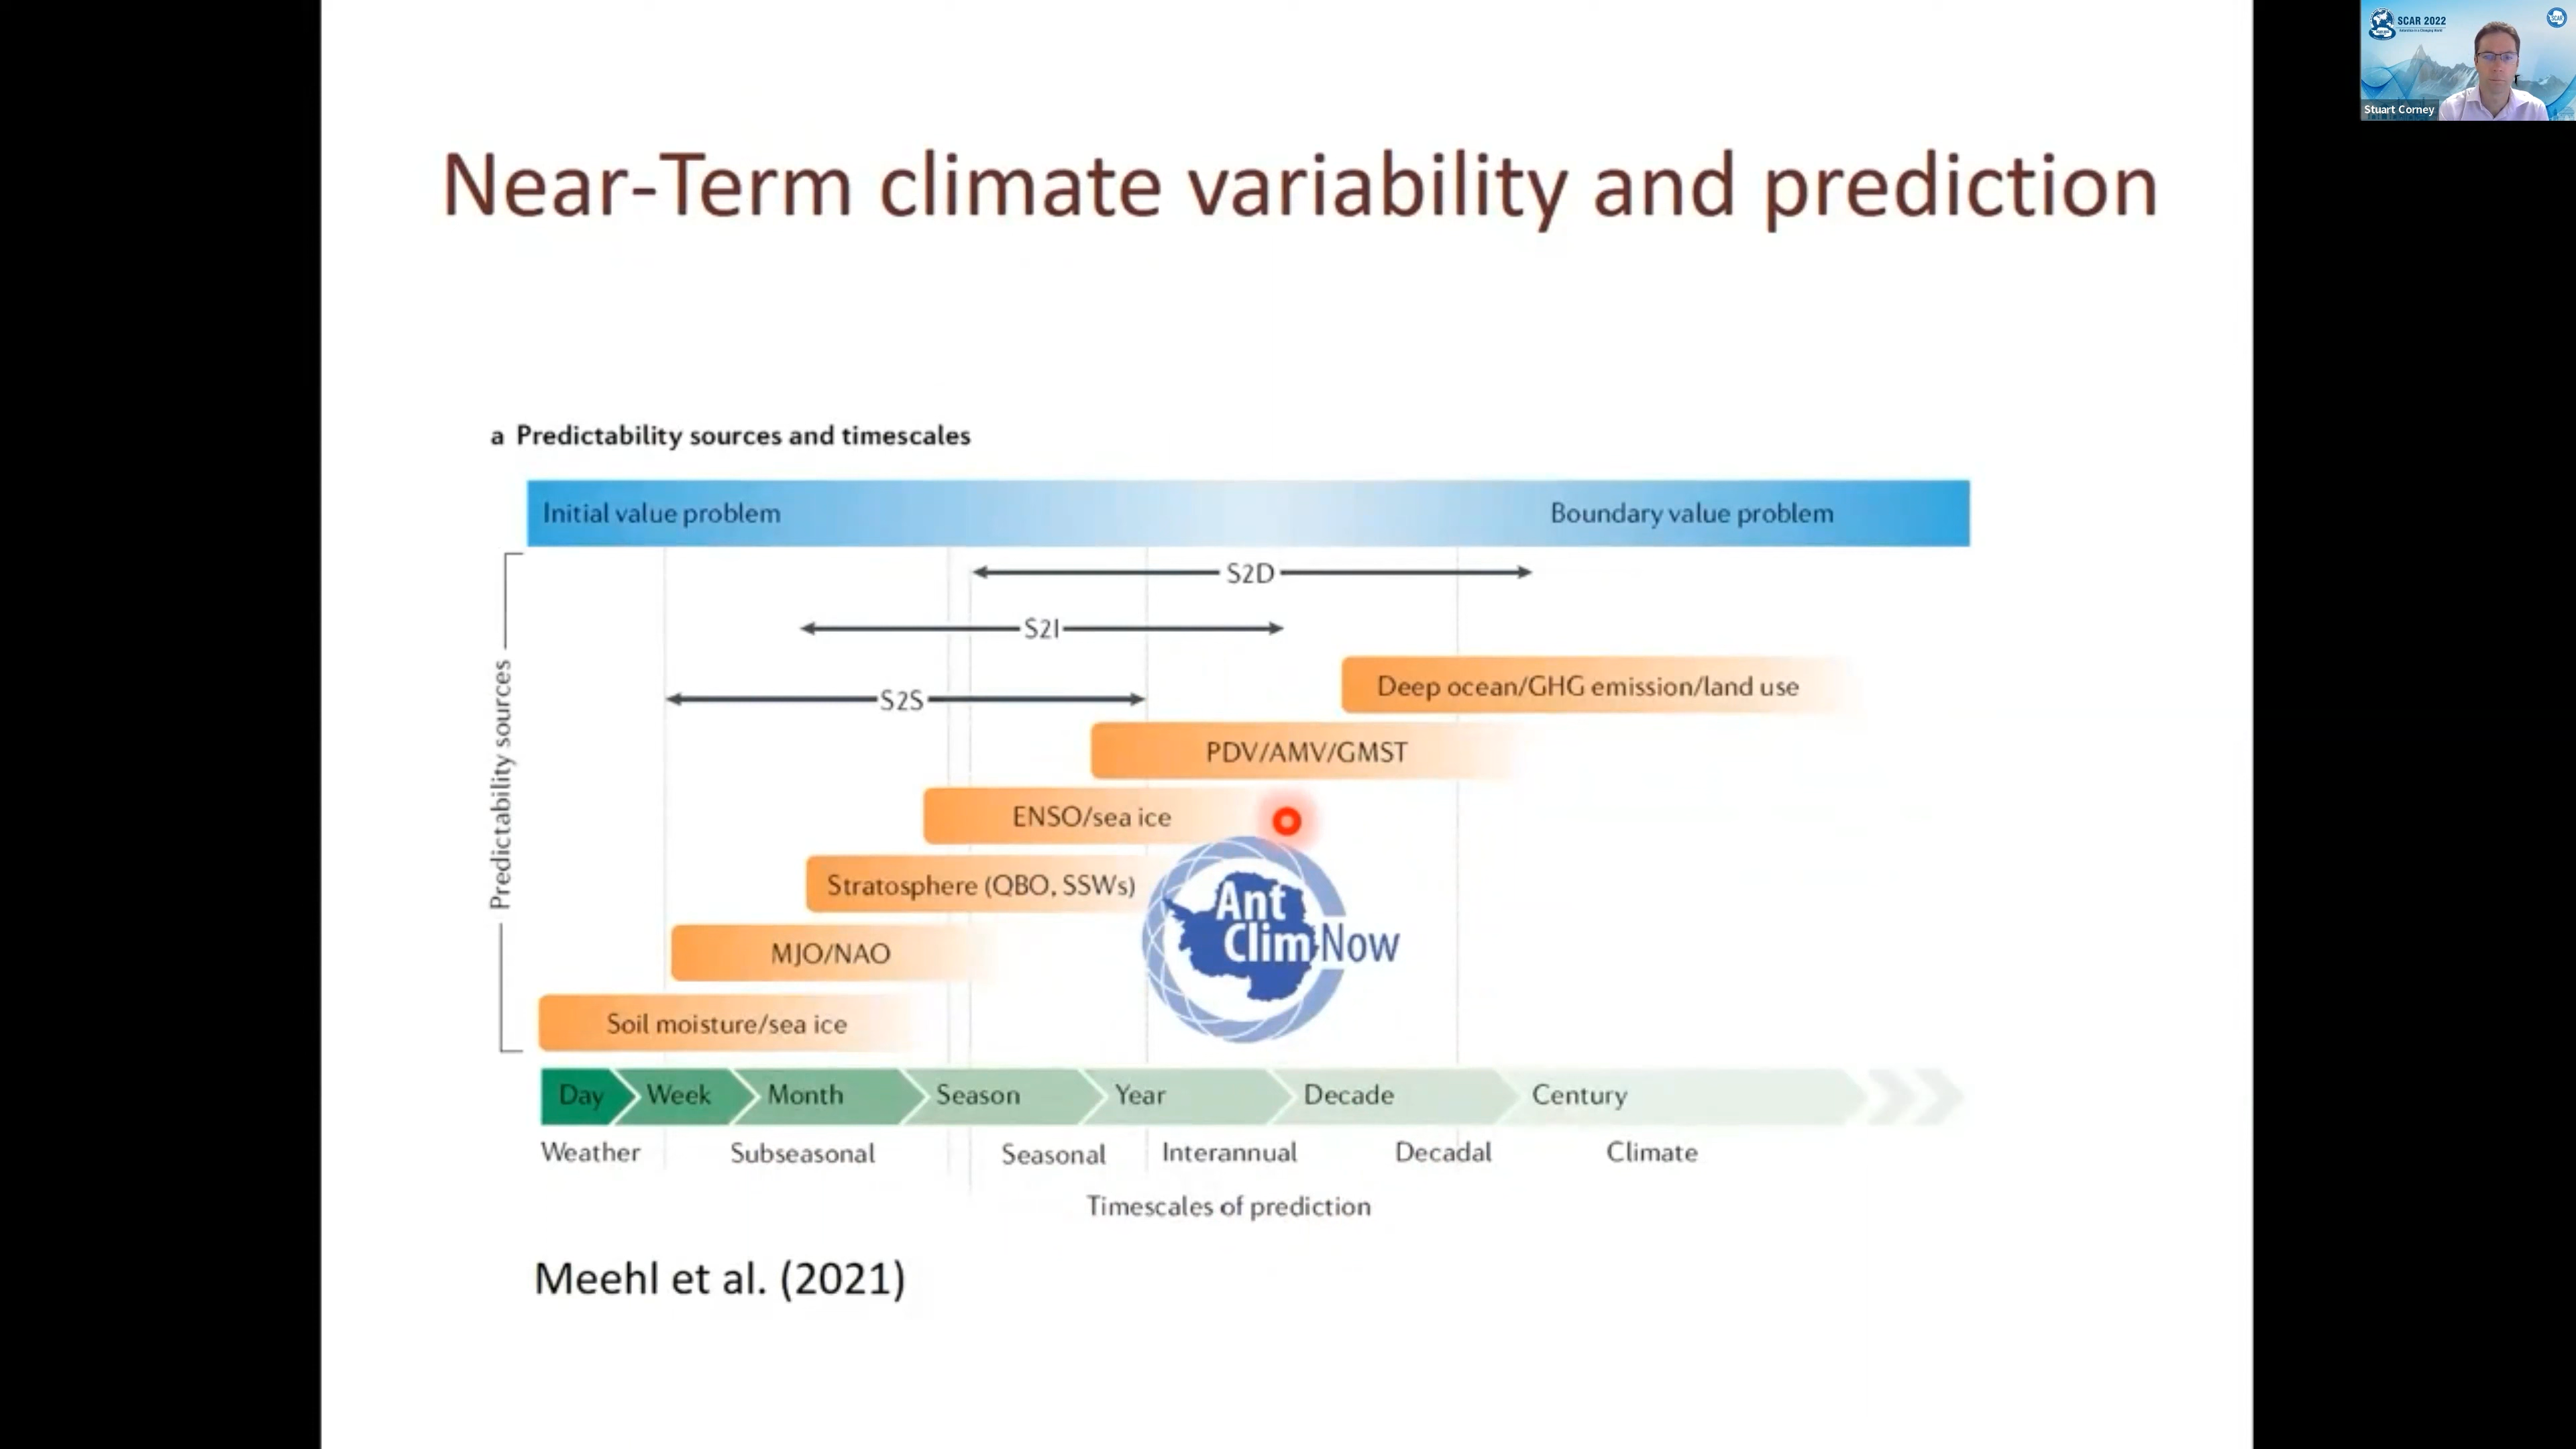 SCAR 2022
Stuart Corney
Near-Term climate variability and prediction
a Predictability sources and timescales
Initial value problem
Boundary value problem
S2D
S2I
Deep ocean/GHG emission/land use
S2S
PDV/AMV/GMST
ENSO/sea ice
Stratosphere (QBO, SSWs)
MJO/NAO
Soil moisture/sea ice
Predictability sources
Ant
Clim Now
Day
Week
Month
Season
Year
Decade
Century
Weather
Subseasonal
Seasonal
Interannual
Decadal
Climate
Timescales of prediction
Meehl et al. (2021)